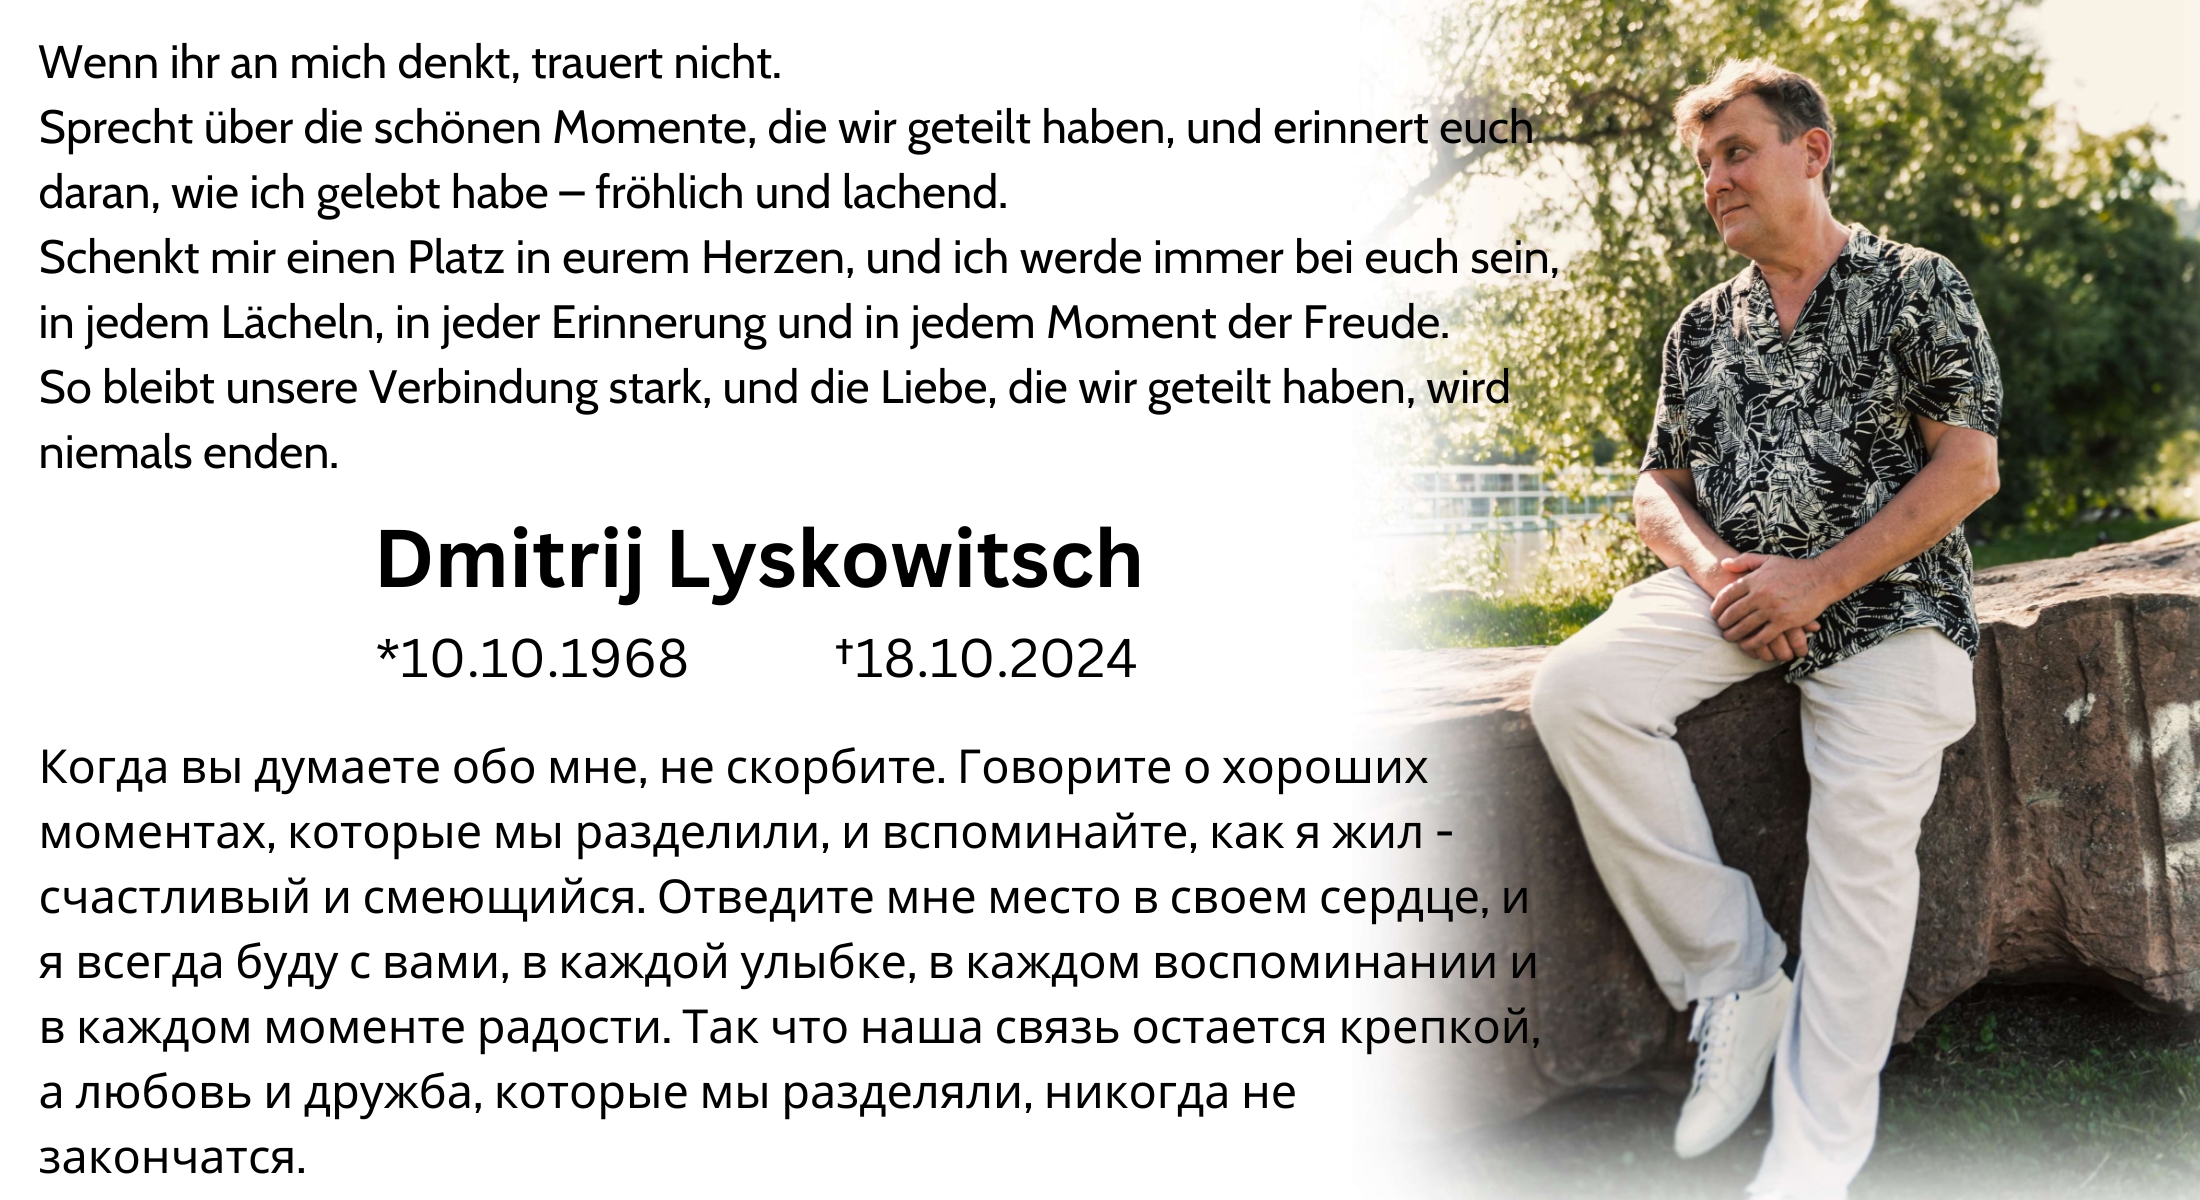 Wenn ihr an mich denkt, trauert nicht.
Sprecht über die schönen Momente, die wir geteilt haben, und erinnert euch
daran, wie ich gelebt habe – fröhlich und lachend.
Schenkt mir einen Platz in eurem Herzen, und ich werde immer bei euch sein,
in jedem Lächeln, in jeder Erinnerung und in jedem Moment der Freude.
So bleibt unsere Verbindung stark, und die Liebe, die wir geteilt haben, wird
niemals enden.
Dmitrij Lyskowitsch
*10.10.1968 †18.10.2024
Когда вы думаете обо мне, не скорбите. Говорите о хороших
моментах, которые мы разделили, и вспоминайте, как я жил -
счастливый и смеющийся. Отведите мне место в своем сердце, и
я всегда буду с вами, в каждой улыбке, в каждом воспоминании и
в каждом моменте радости. Так что наша связь остается крепкой,
а любовь и дружба, которые мы разделяли, никогда не
закончатся.